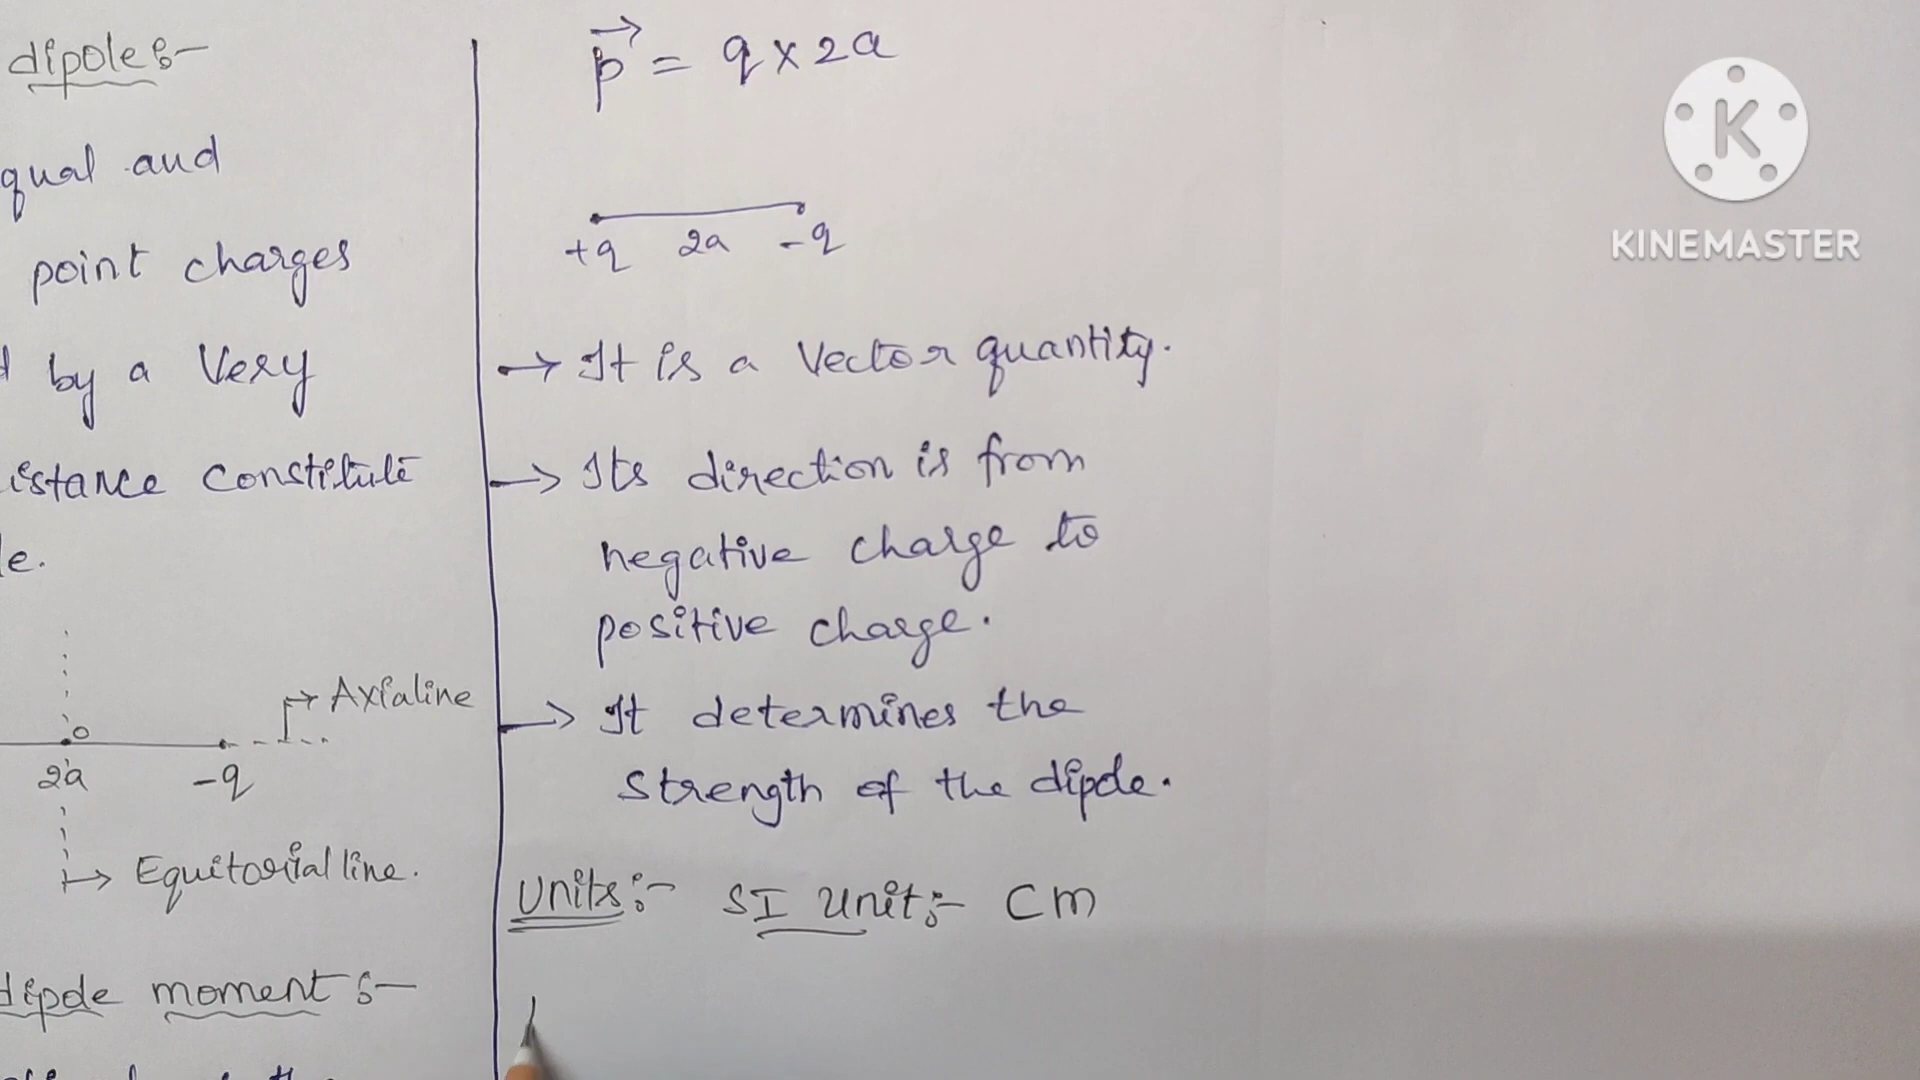 dipole :-
qual and
point charges
by a very
istance constitute
le.
Axialine
o
2a -q
Equitorial line.
dipole moment :-
p = q x 2a
+q 2a -q
→ It is a Vector quantity.
→ Its direction is from
negative charge to
positive charge.
→ It determines the
strength of the dipole.
Units :- SI Unit :- Cm
K
KINEMASTER